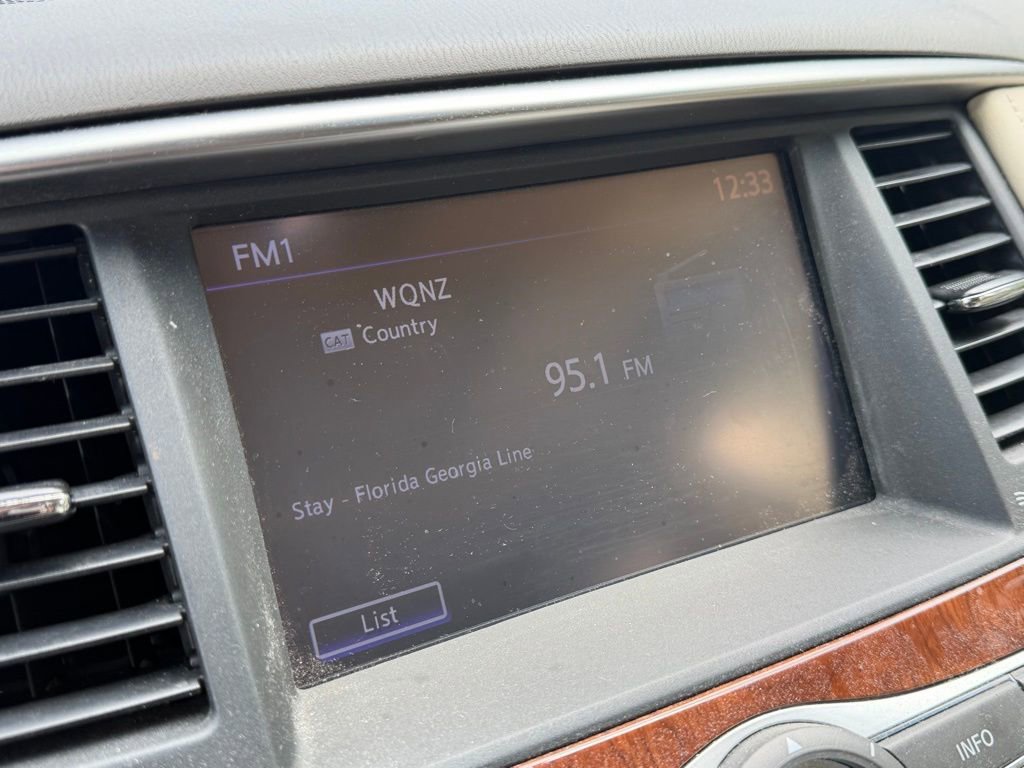 FM1
12:33
WQNZ
CAT Country
95.1 FM
Stay - Florida Georgia Line
List
INFO